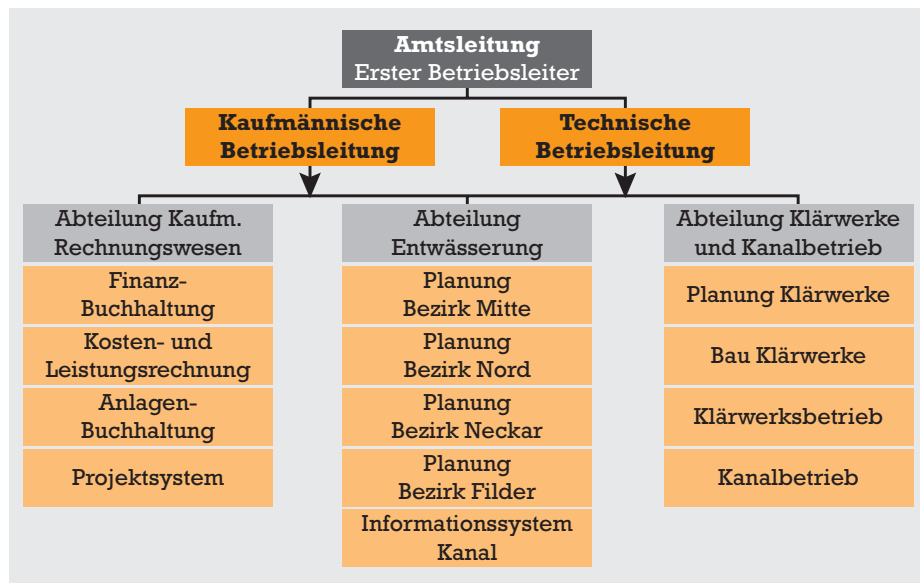 Amtsleitung
Erster Betriebsleiter
Kaufmännische
Betriebsleitung
Technische
Betriebsleitung
Abteilung Kaufm.
Rechnungswesen
Finanz-
Buchhaltung
Kosten- und
Leistungsrechnung
Anlagen-
Buchhaltung
Projektsystem
Abteilung
Entwässerung
Planung
Bezirk Mitte
Planung
Bezirk Nord
Planung
Bezirk Neckar
Planung
Bezirk Filder
Informationssystem
Kanal
Abteilung Klärwerke
und Kanalbetrieb
Planung Klärwerke
Bau Klärwerke
Klärwerksbetrieb
Kanalbetrieb